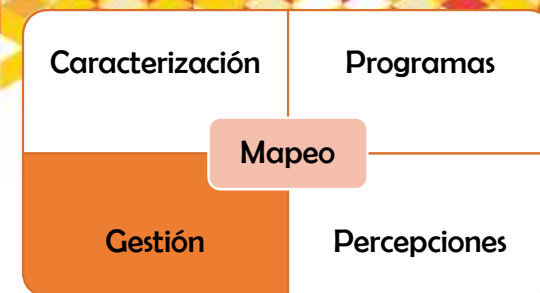 Caracterización
Programas
Mapeo
Gestión
Percepciones